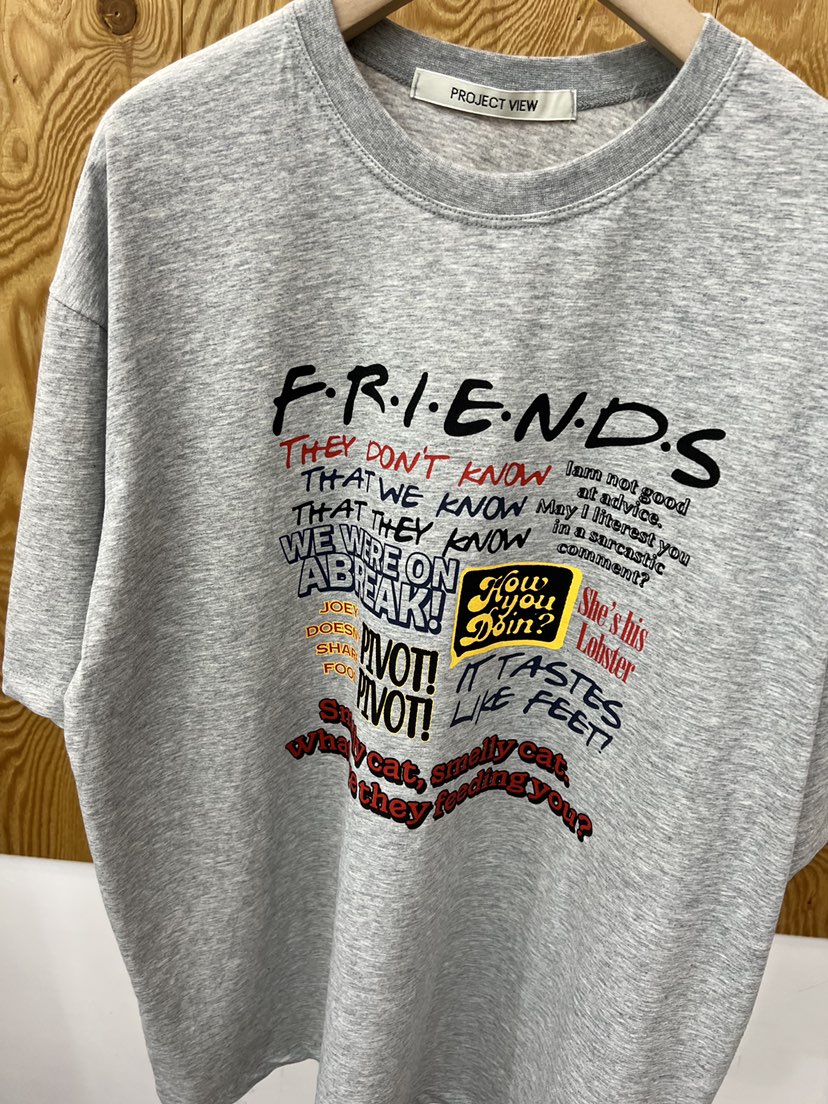 PROJECT VIEW
F·R·I·E·N·D·S
THEY DON'T KNOW
THAT WE KNOW
THAT THEY KNOW
Iam not good
at advice.
May I literest you
in a sarcastic
comment?
WE WERE ON
A BREAK!
How
you
Doin?
She's his
Lobster
JOEY
DOESN
SHAR
FOO
PIVOT!
PIVOT!
IT TASTES
LIKE FEET!
cat, smelly cat.
they feeding you?